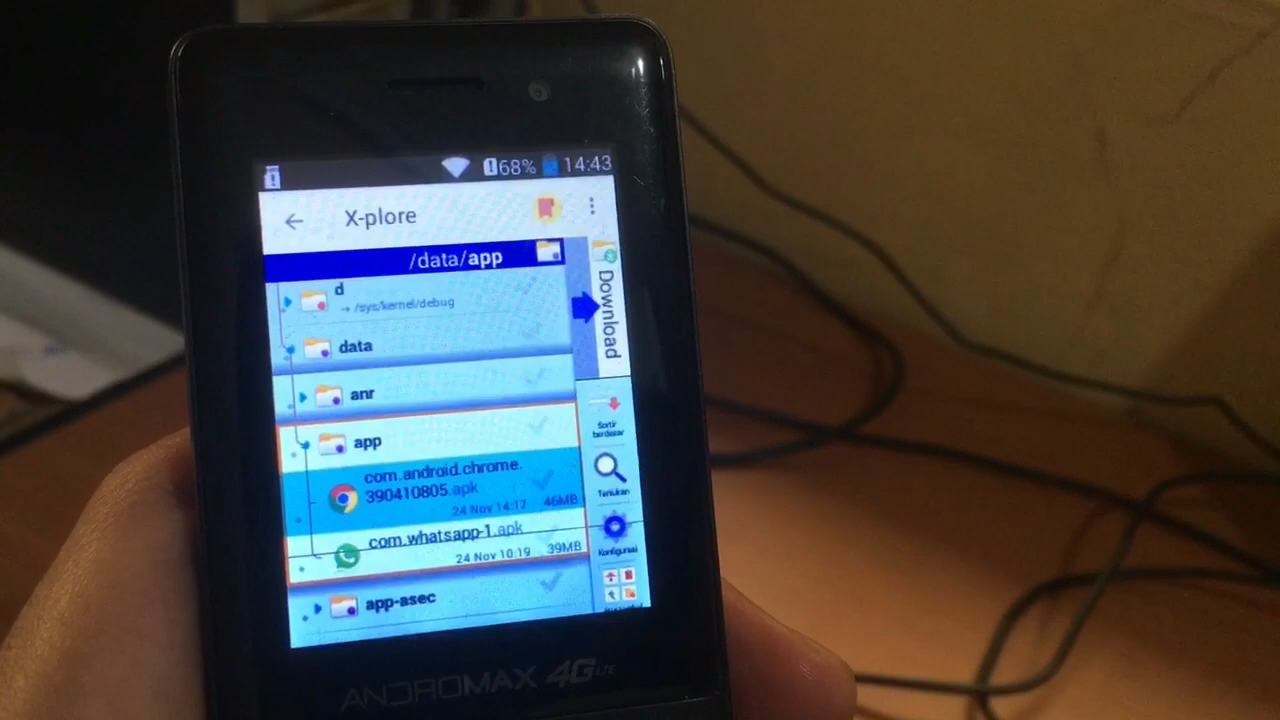 68% 14:43
X-plore
/data/app
Download
d
→ /sys/kernel/debug
data
anr
app
Sortir
berdasar
com.android.chrome.
390410805.apk
24 Nov 14:17 46MB
Temukan
com.whatsapp-1.apk
24 Nov 10:19 39MB
Konfigurasi
app-asec
ANDROMAX 4G LTE